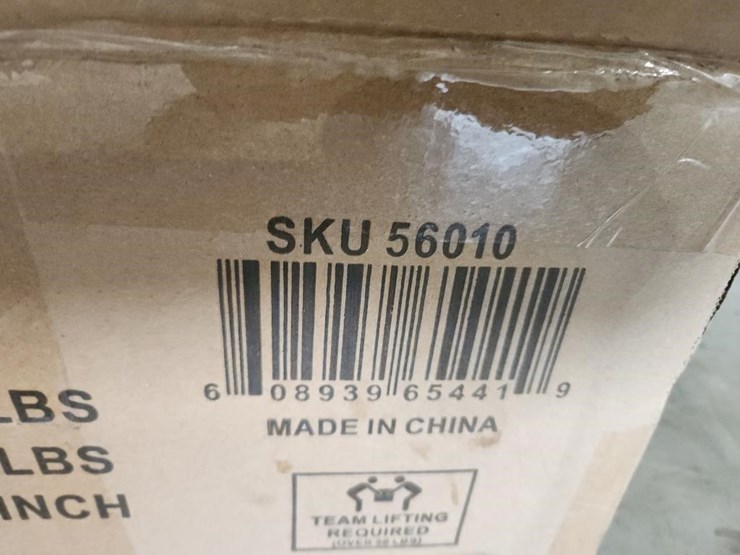 SKU 56010
6 08939 65441 9
MADE IN CHINA
LBS
LBS
INCH
TEAM LIFTING
REQUIRED